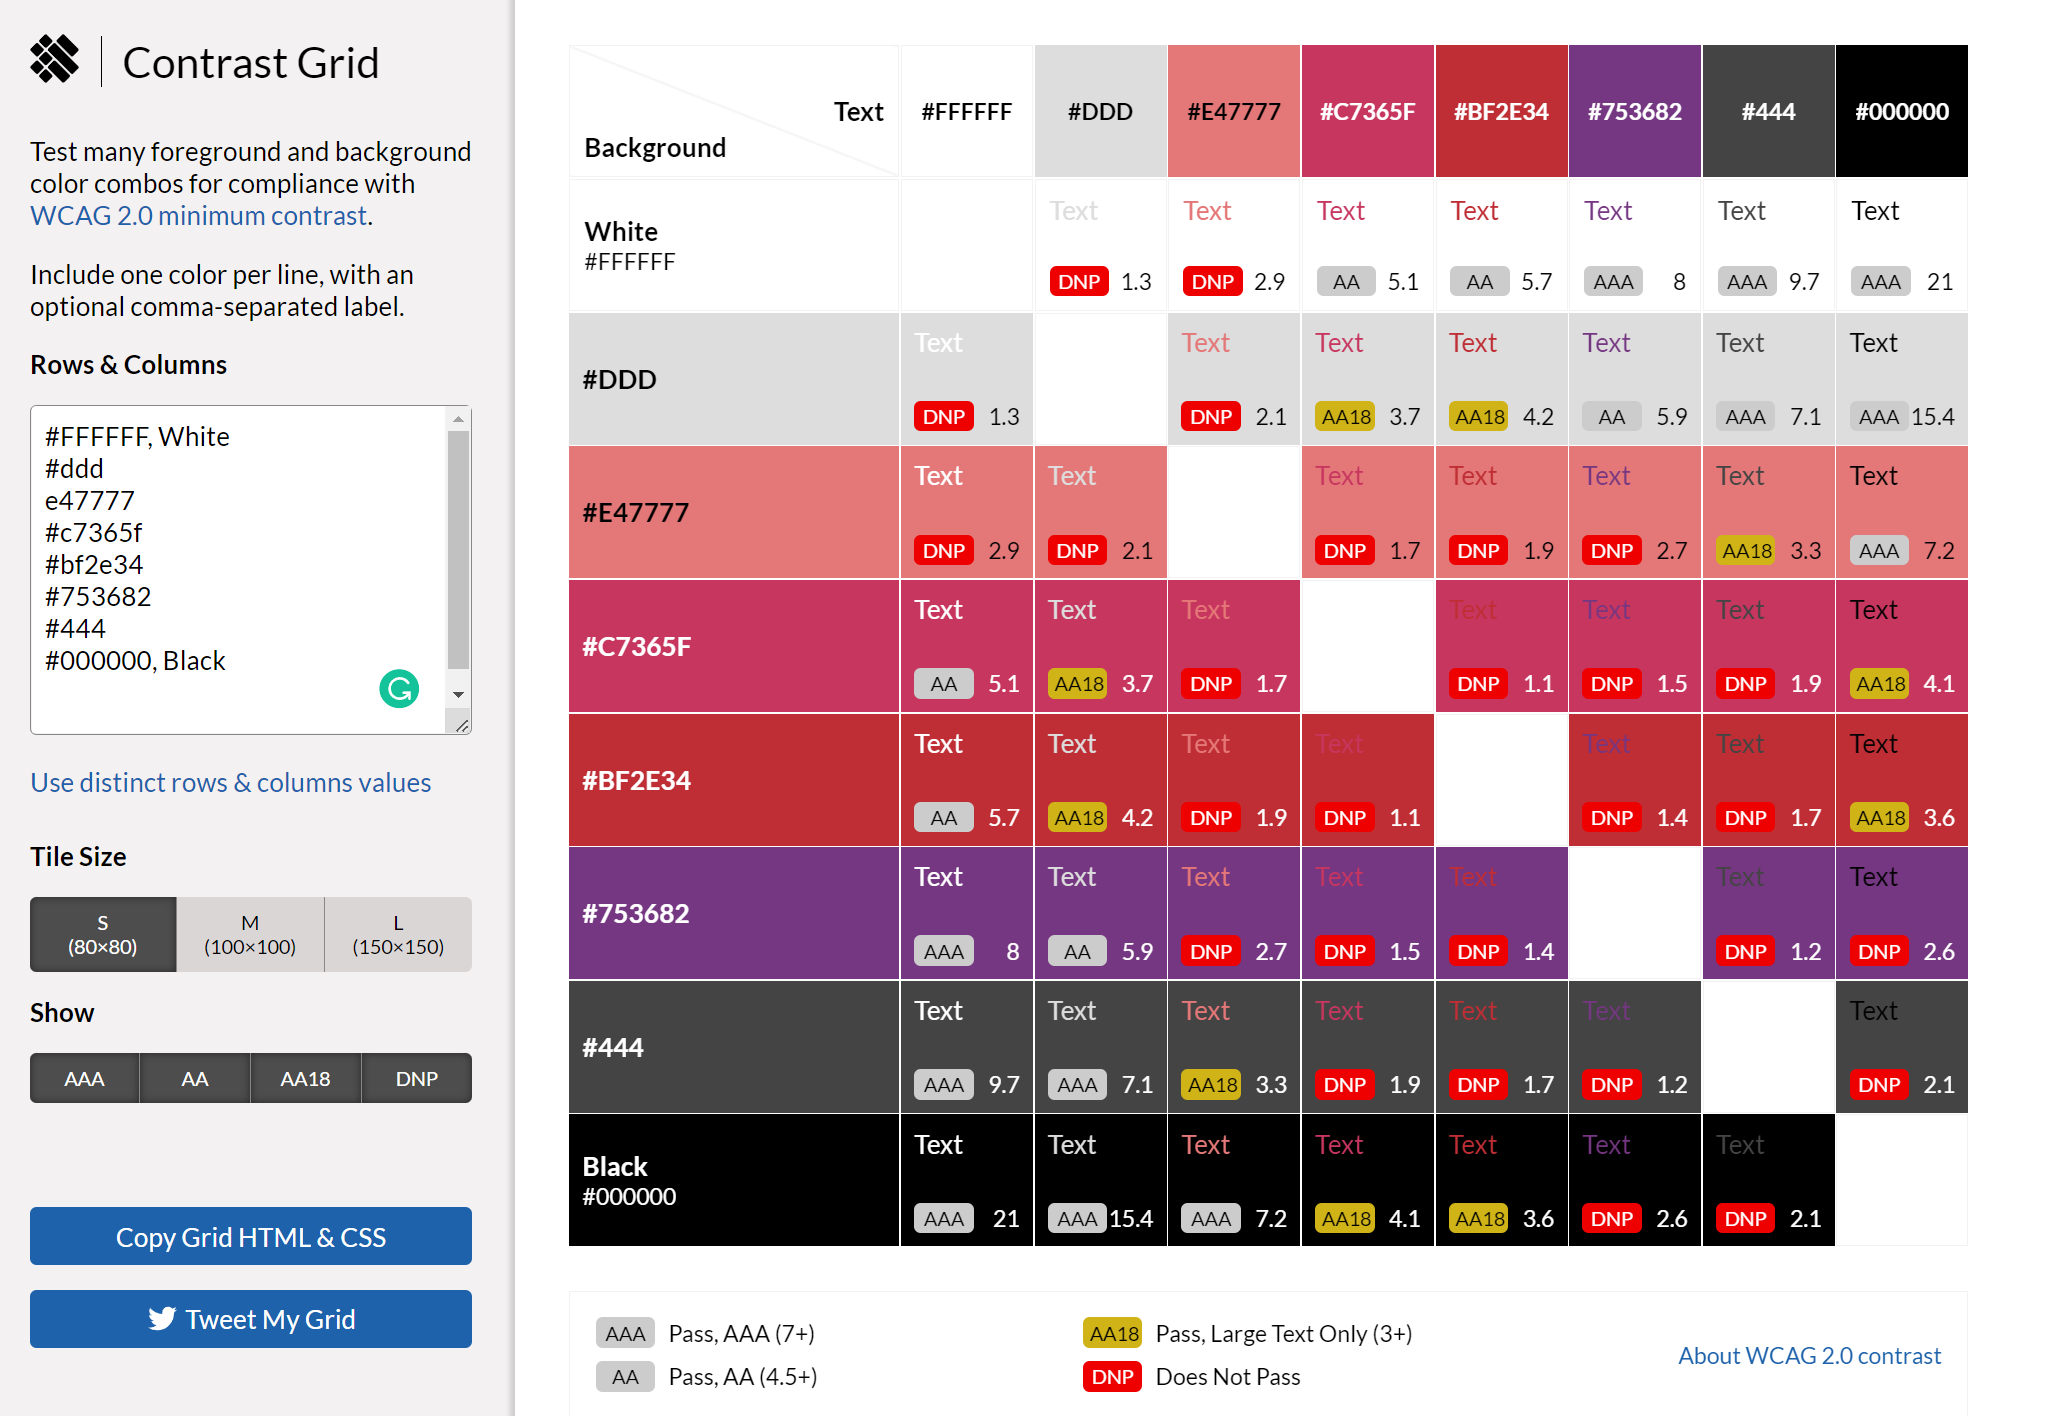 Contrast Grid
Test many foreground and background
color combos for compliance with
WCAG 2.0 minimum contrast.
Include one color per line, with an
optional comma-separated label.
Rows & Columns
#FFFFFF, White
#ddd
e47777
#c7365f
#bf2e34
#753682
#444
#000000, Black
Use distinct rows & columns values
Tile Size
S
(80×80)
M
(100×100)
L
(150×150)
Show
AAA AA AA18 DNP
Copy Grid HTML & CSS
Tweet My Grid
Text
Background
#FFFFFF #DDD #E47777 #C7365F #BF2E34 #753682 #444 #000000
White
#FFFFFF
Text Text Text Text Text Text Text
DNP 1.3 DNP 2.9 AA 5.1 AA 5.7 AAA 8 AAA 9.7 AAA 21
#DDD
Text Text Text Text Text Text Text
DNP 1.3 DNP 2.1 AA18 3.7 AA18 4.2 AA 5.9 AAA 7.1 AAA 15.4
#E47777
Text Text Text Text Text Text Text
DNP 2.9 DNP 2.1 DNP 1.7 DNP 1.9 DNP 2.7 AA18 3.3 AAA 7.2
#C7365F
Text Text Text Text Text Text Text
AA 5.1 AA18 3.7 DNP 1.7 DNP 1.1 DNP 1.5 DNP 1.9 AA18 4.1
#BF2E34
Text Text Text Text Text Text Text
AA 5.7 AA18 4.2 DNP 1.9 DNP 1.1 DNP 1.4 DNP 1.7 AA18 3.6
#753682
Text Text Text Text Text Text Text
AAA 8 AA 5.9 DNP 2.7 DNP 1.5 DNP 1.4 DNP 1.2 DNP 2.6
#444
Text Text Text Text Text Text Text
AAA 9.7 AAA 7.1 AA18 3.3 DNP 1.9 DNP 1.7 DNP 1.2 DNP 2.1
Black
#000000
Text Text Text Text Text Text Text
AAA 21 AAA 15.4 AAA 7.2 AA18 4.1 AA18 3.6 DNP 2.6 DNP 2.1
AAA Pass, AAA (7+)
AA Pass, AA (4.5+)
AA18 Pass, Large Text Only (3+)
DNP Does Not Pass
About WCAG 2.0 contrast